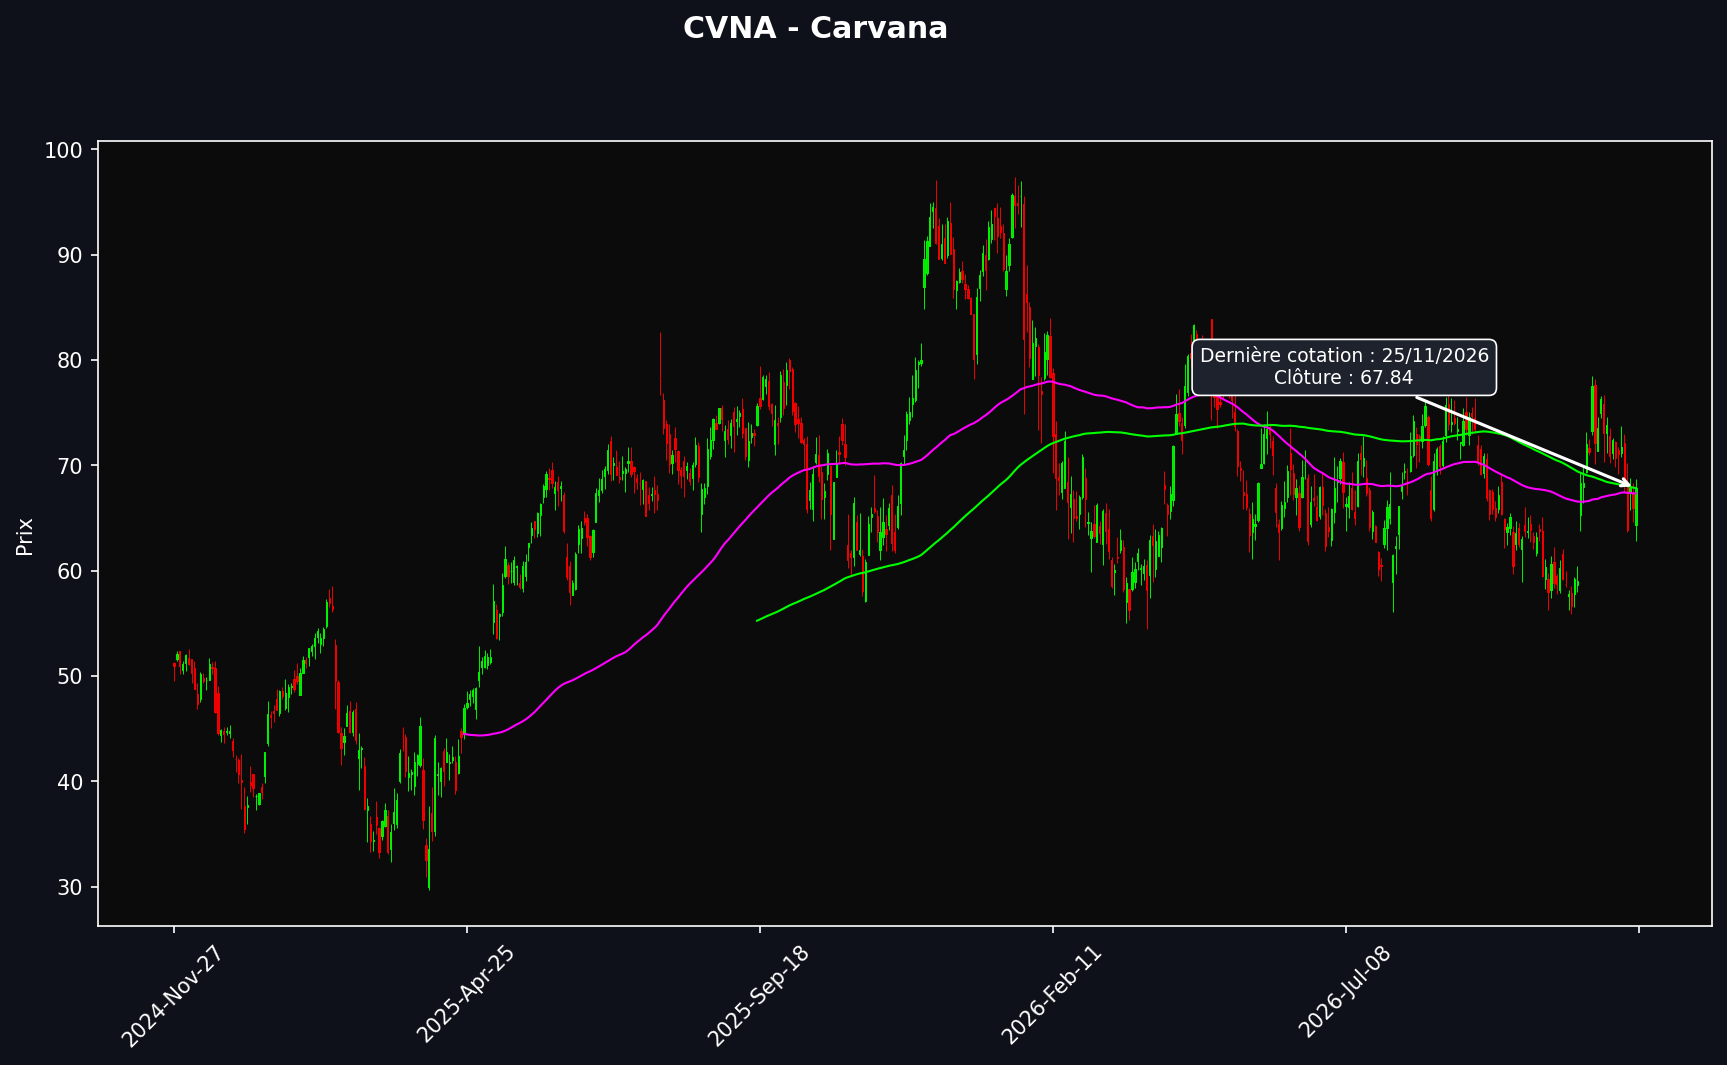 CVNA - Carvana
100
90
80
70
60
50
40
30
Prix
Dernière cotation : 25/11/2026
Clôture : 67.84
2024-Nov-27
2025-Apr-25
2025-Sep-18
2026-Feb-11
2026-Jul-08